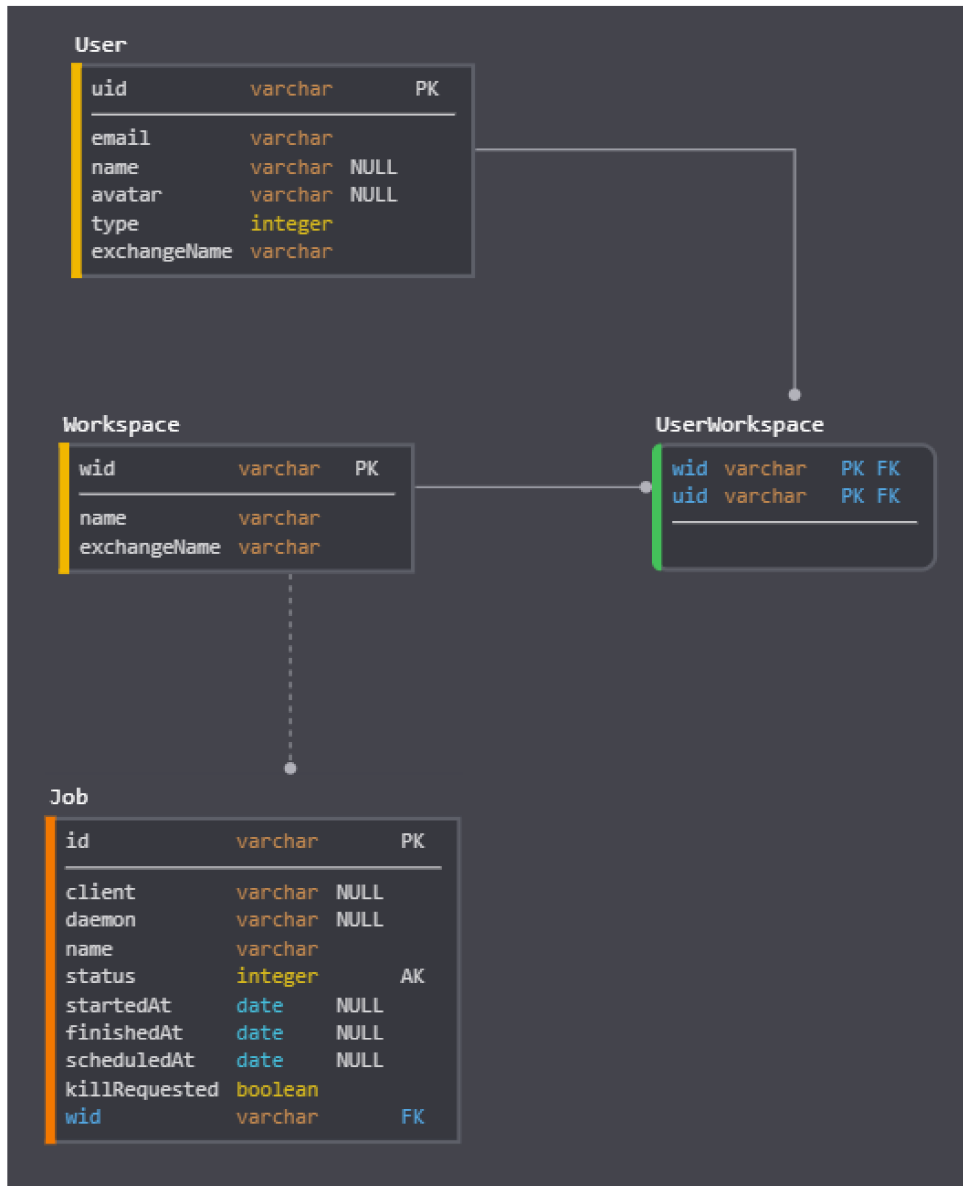 User
uid varchar PK
email varchar
name varchar NULL
avatar varchar NULL
type integer
exchangeName varchar
Workspace
wid varchar PK
name varchar
exchangeName varchar
UserWorkspace
wid varchar PK FK
uid varchar PK FK
Job
id varchar PK
client varchar NULL
daemon varchar NULL
name varchar
status integer AK
startedAt date NULL
finishedAt date NULL
scheduledAt date NULL
killRequested boolean
wid varchar FK